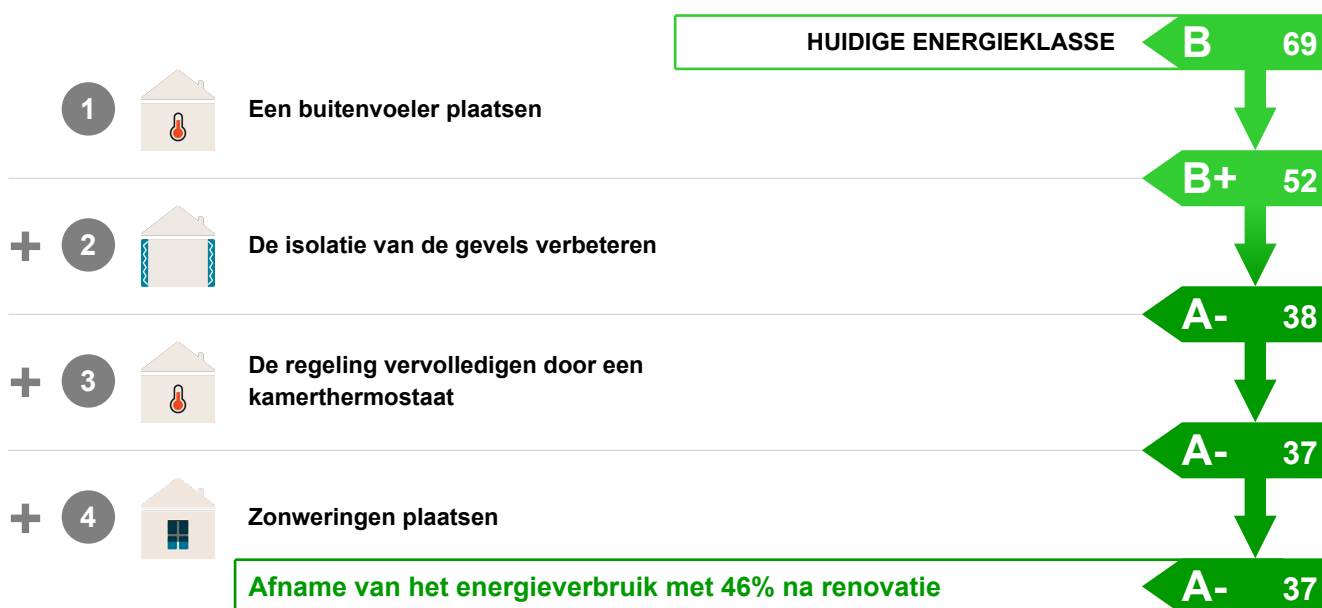 HUIDIGE ENERGIEKLASSE B 69
1 Een buitenvoeler plaatsen
B+ 52
+ 2 De isolatie van de gevels verbeteren
A- 38
+ 3 De regeling vervolledigen door een
kamerthermostaat
A- 37
+ 4 Zonweringen plaatsen
Afname van het energieverbruik met 46% na renovatie A- 37